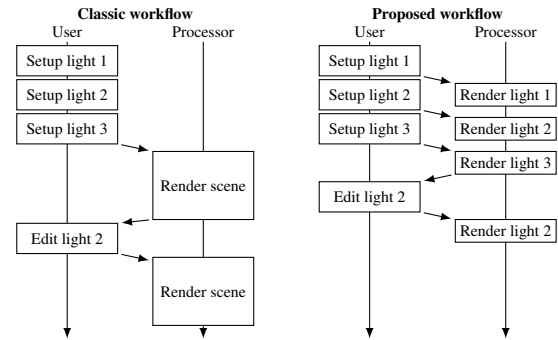 Classic workflow
User Processor
Setup light 1
Setup light 2
Setup light 3
Render scene
Edit light 2
Render scene
Proposed workflow
User Processor
Setup light 1
Render light 1
Setup light 2
Render light 2
Setup light 3
Render light 3
Edit light 2
Render light 2